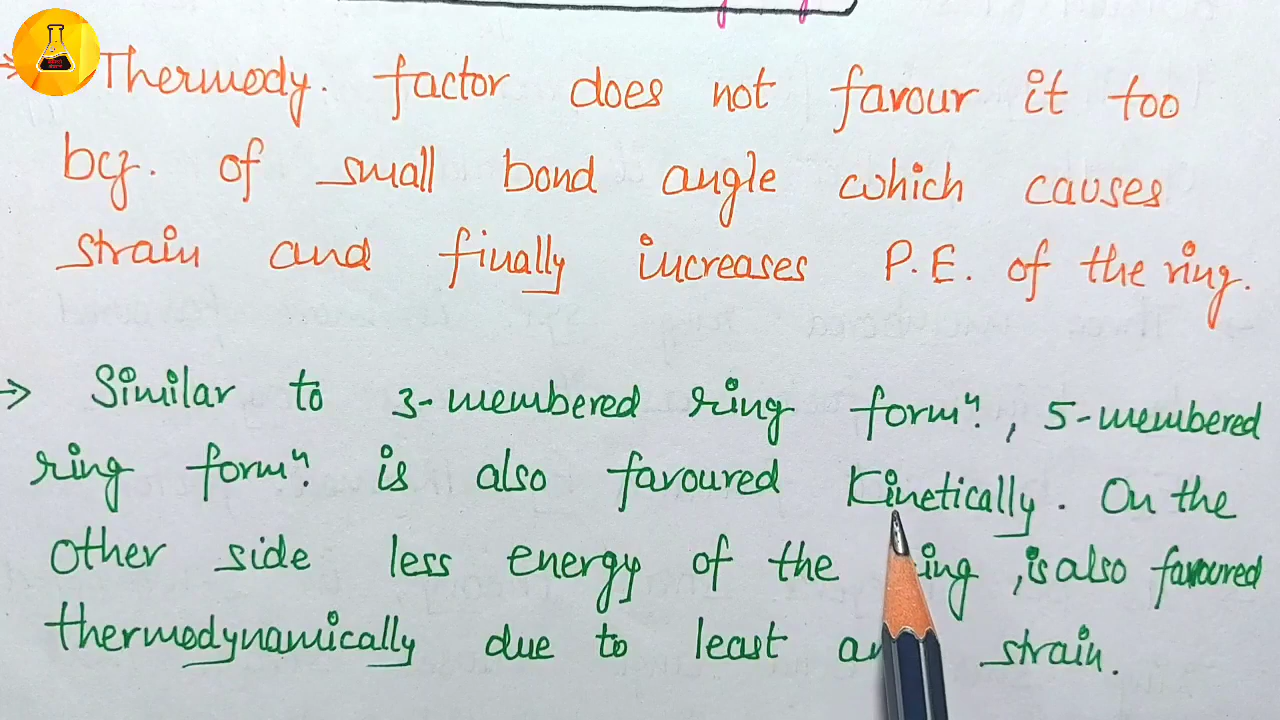 Thermody. factor does not favour it too
bcz. of small bond angle which causes
strain and finally increases P.E. of the ring.
→ Similar to 3-membered ring formⁿ., 5-membered
ring formⁿ. is also favoured Kinetically. On the
other side less energy of the ing, is also favoured
thermodynamically due to least strain.